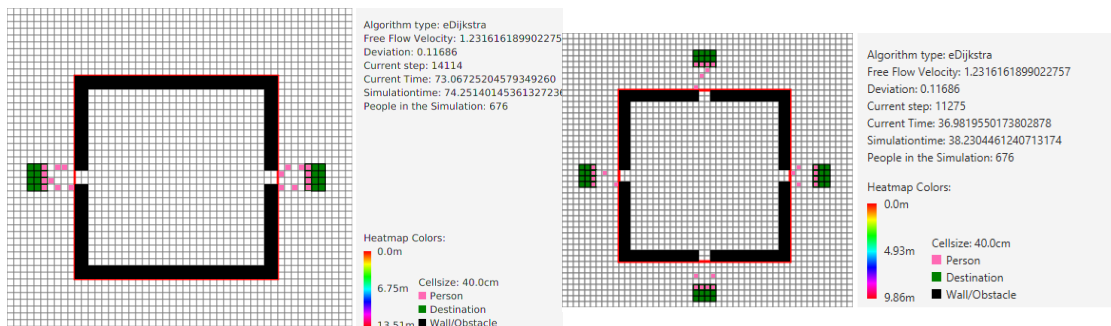 Algorithm type: eDijkstra
Free Flow Velocity: 1.231616189902275
Deviation: 0.11686
Current step: 14114
Current Time: 73.06725204579349260
Simulationtime: 74.2514014536132723
People in the Simulation: 676
Heatmap Colors:
0.0m
6.75m
13.51m
Cellsize: 40.0cm
Person
Destination
Wall/Obstacle
Algorithm type: eDijkstra
Free Flow Velocity: 1.2316161899022757
Deviation: 0.11686
Current step: 11275
Current Time: 36.9819550173802878
Simulationtime: 38.2304461240713174
People in the Simulation: 676
Heatmap Colors:
0.0m
4.93m
9.86m
Cellsize: 40.0cm
Person
Destination
Wall/Obstacle